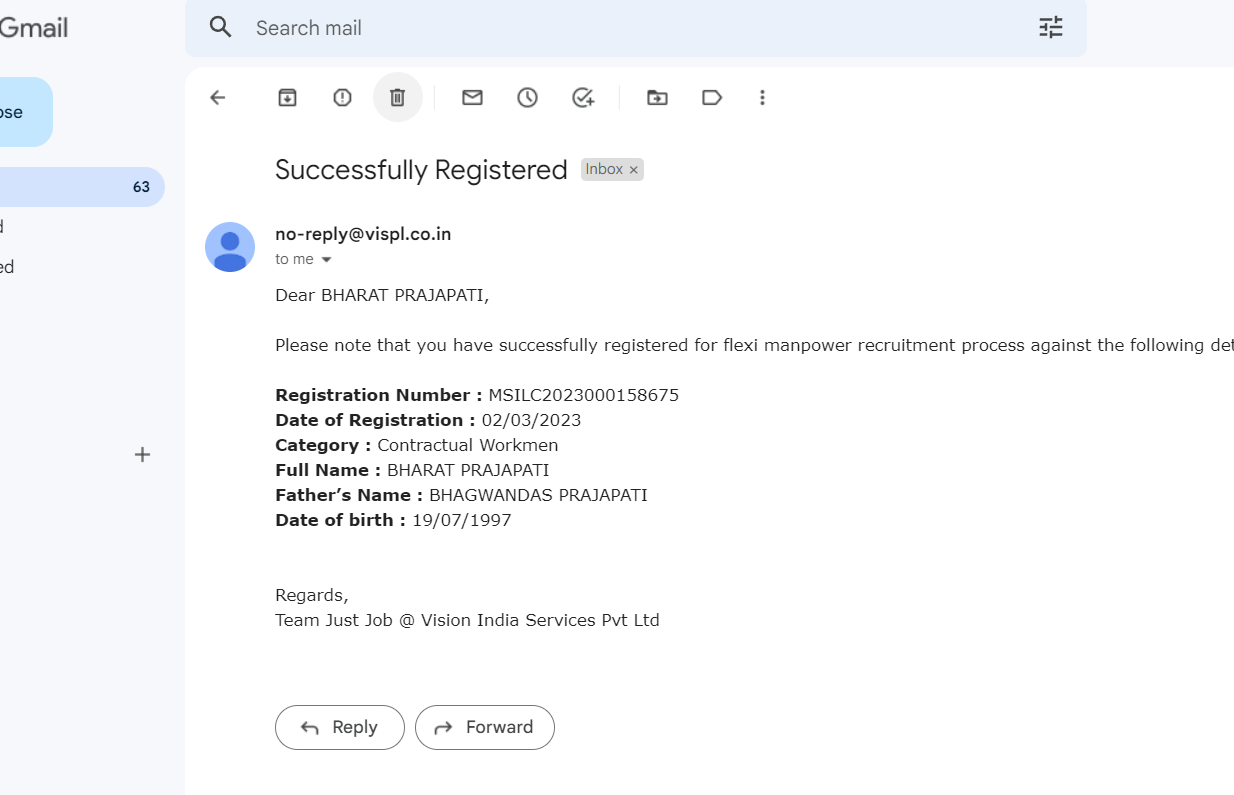 Gmail
Search mail
ose
63
d
ed
Successfully Registered Inbox ×
no-reply@vispl.co.in
to me
Dear BHARAT PRAJAPATI,
Please note that you have successfully registered for flexi manpower recruitment process against the following det
Registration Number : MSILC2023000158675
Date of Registration : 02/03/2023
Category : Contractual Workmen
Full Name : BHARAT PRAJAPATI
Father’s Name : BHAGWANDAS PRAJAPATI
Date of birth : 19/07/1997
Regards,
Team Just Job @ Vision India Services Pvt Ltd
Reply Forward